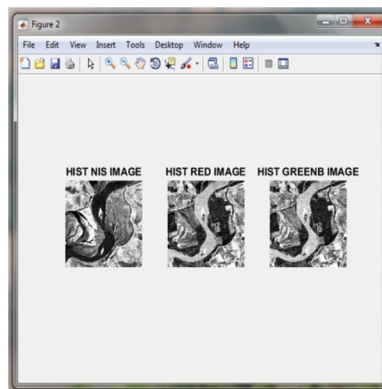 Figure 2
File Edit View Insert Tools Desktop Window Help
HIST NIS IMAGE HIST RED IMAGE HIST GREENB IMAGE